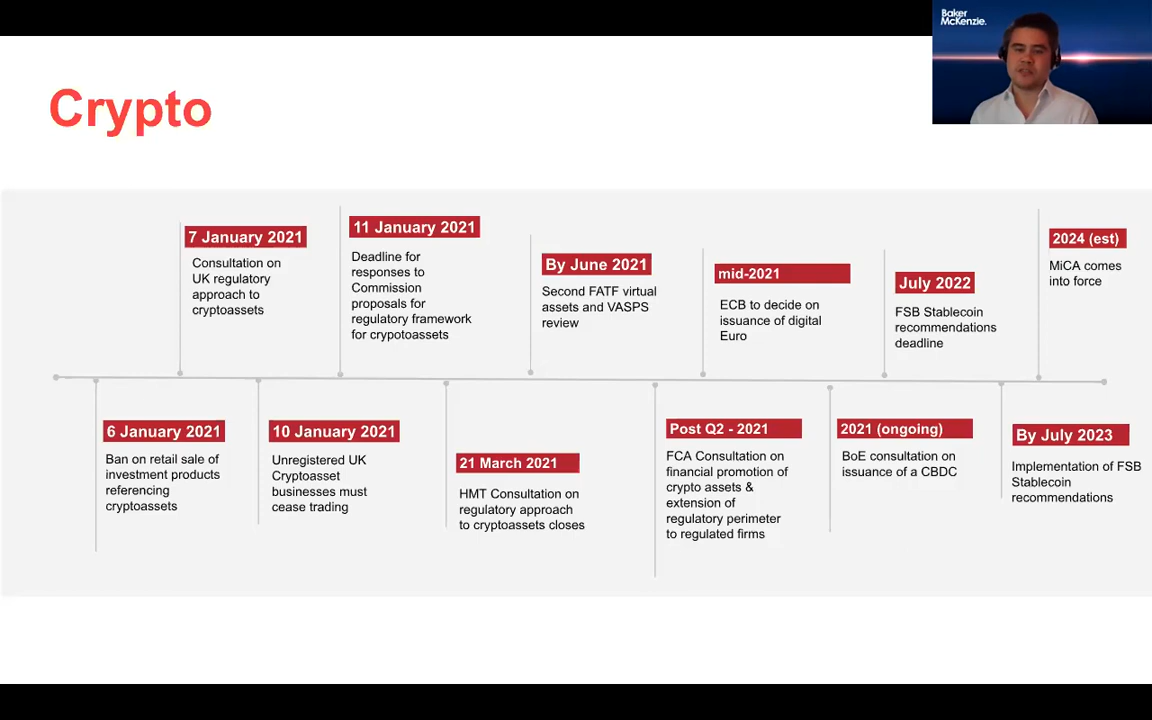 Baker
McKenzie.
Crypto
7 January 2021
Consultation on
UK regulatory
approach to
cryptoassets
11 January 2021
Deadline for
responses to
Commission
proposals for
regulatory framework
for crypotoassets
By June 2021
Second FATF virtual
assets and VASPS
review
mid-2021
ECB to decide on
issuance of digital
Euro
July 2022
FSB Stablecoin
recommendations
deadline
2024 (est)
MiCA comes
into force
6 January 2021
Ban on retail sale of
investment products
referencing
cryptoassets
10 January 2021
Unregistered UK
Cryptoasset
businesses must
cease trading
21 March 2021
HMT Consultation on
regulatory approach
to cryptoassets closes
Post Q2 - 2021
FCA Consultation on
financial promotion of
crypto assets &
extension of
regulatory perimeter
to regulated firms
2021 (ongoing)
BoE consultation on
issuance of a CBDC
By July 2023
Implementation of FSB
Stablecoin
recommendations